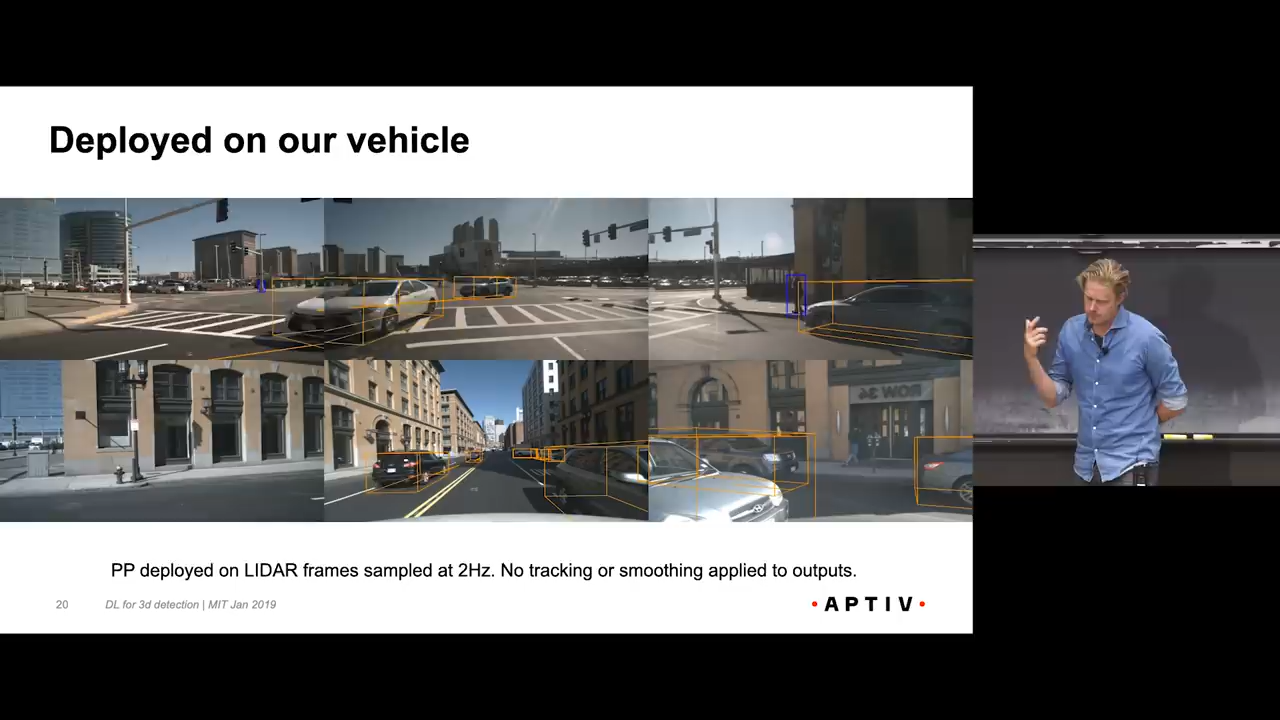 Deployed on our vehicle
ROW 34
PP deployed on LIDAR frames sampled at 2Hz. No tracking or smoothing applied to outputs.
20
DL for 3d detection | MIT Jan 2019
APTIV